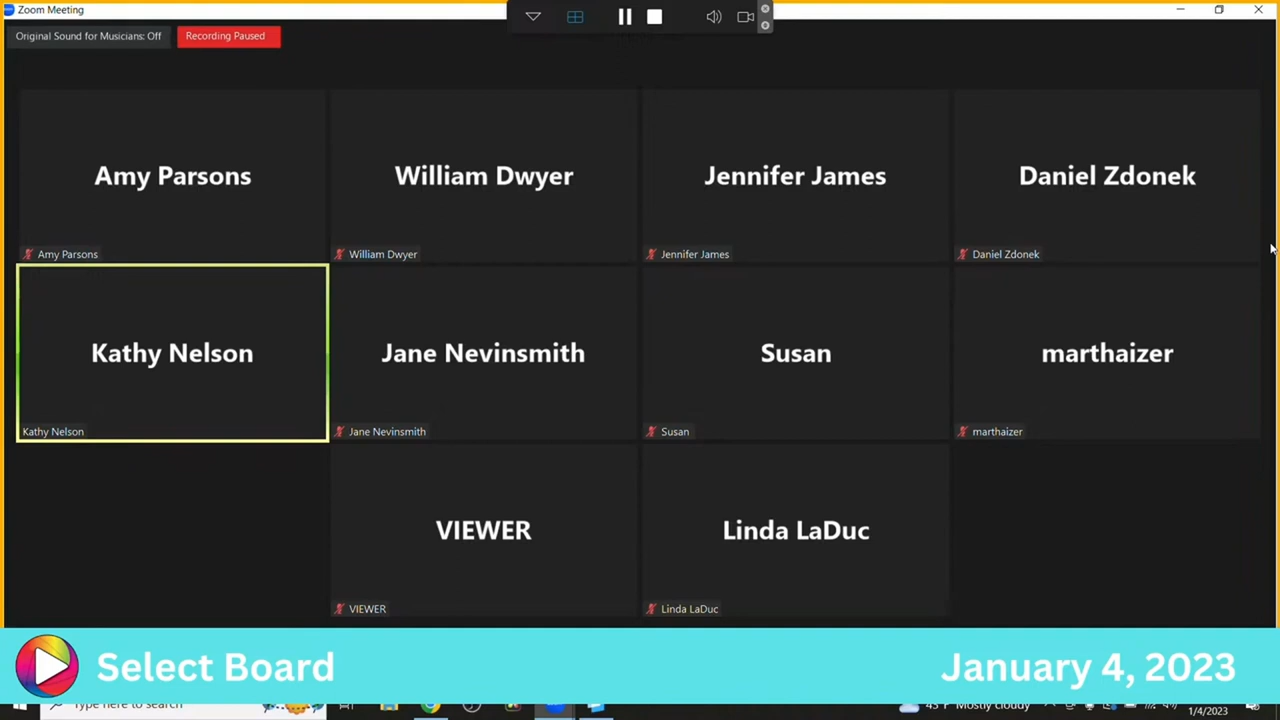 Zoom Meeting
Original Sound for Musicians: Off
Recording Paused
Amy Parsons
William Dwyer
Jennifer James
Daniel Zdonek
Amy Parsons
William Dwyer
Jennifer James
Daniel Zdonek
Kathy Nelson
Jane Nevinsmith
Susan
marthaizer
Kathy Nelson
Jane Nevinsmith
Susan
marthaizer
VIEWER
Linda LaDuc
VIEWER
Linda LaDuc
Select Board
January 4, 2023
Type here to search
43°F Mostly cloudy
1/4/2023